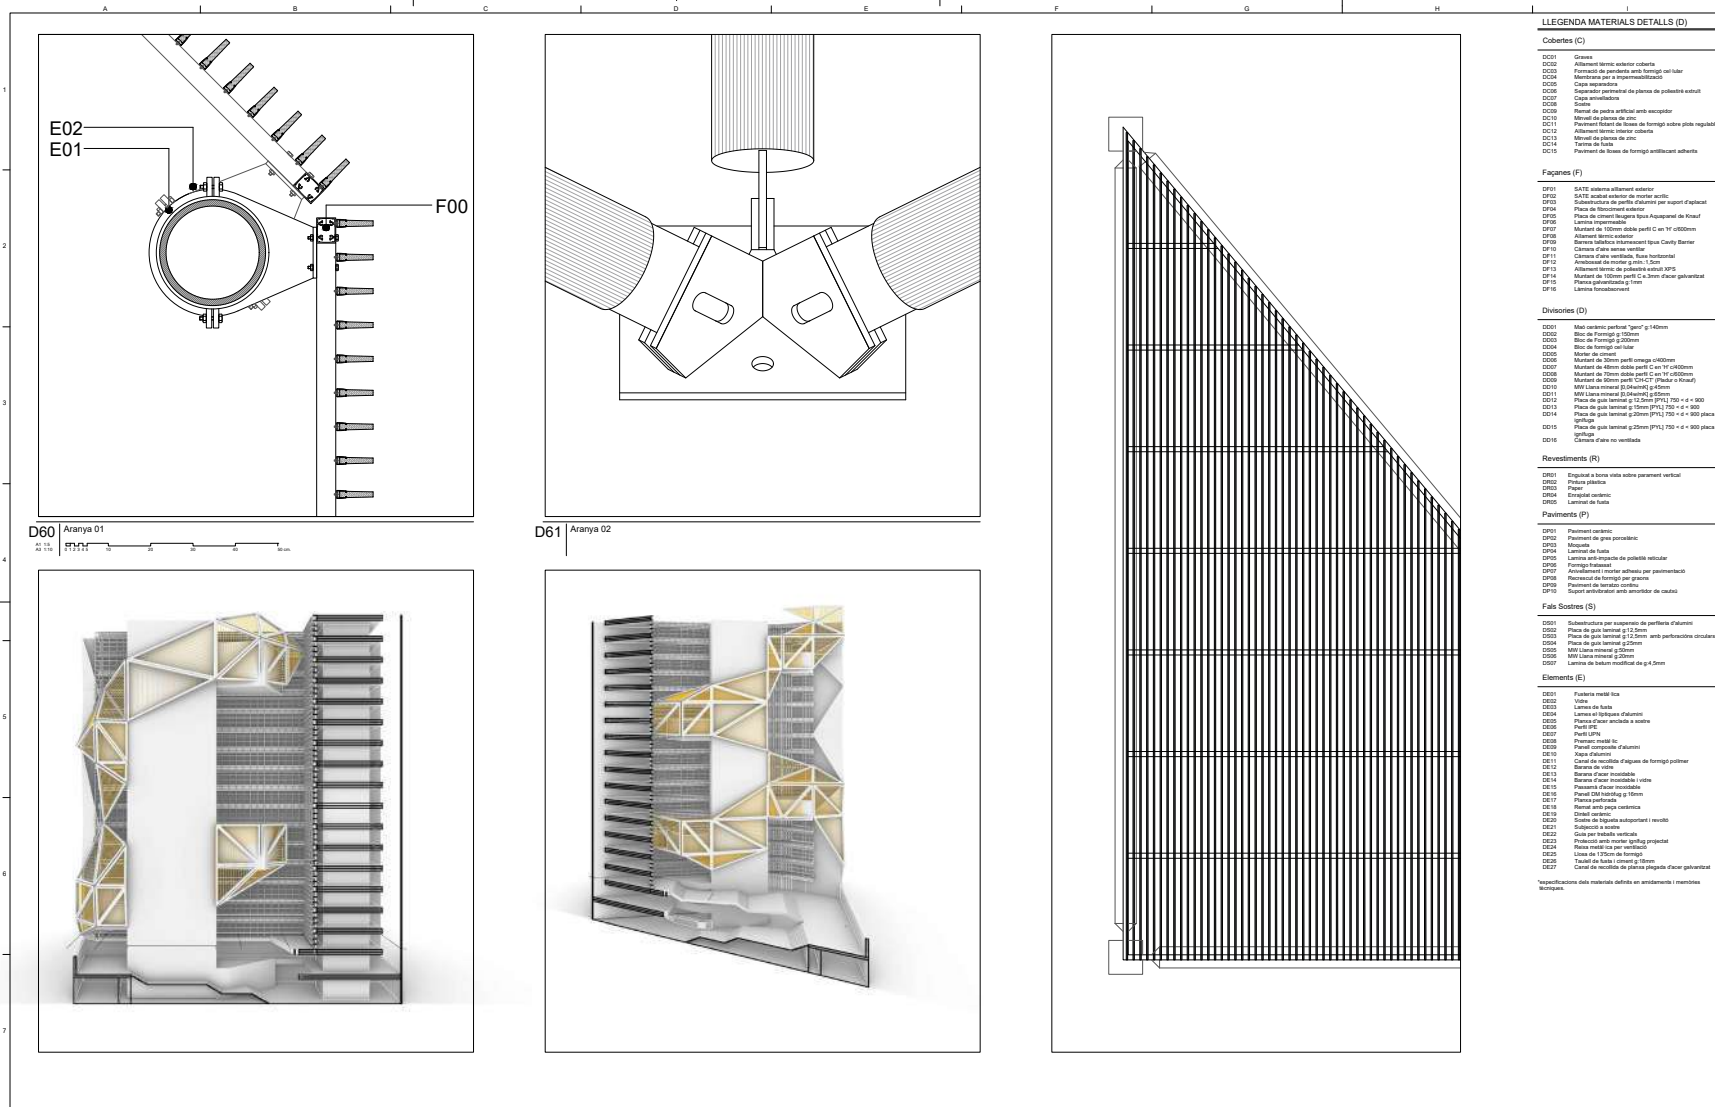 A B C D E F G H I
1
2
3
4
5
6
7
E02
E01
F00
D60
Aranya 01
A1 1:5
A3 1:10
0 1 2 3 4 5 10 20 30 40 50 cm
D61
Aranya 02
LLEGENDA MATERIALS DETALLS (D)
Cobertes (C)
DC01 Graves
DC02 Aïllament tèrmic exterior coberta
DC03 Formació de pendents amb formigó cel·lular
DC04 Membrana per a impermeabilització
DC05 Capa separadora
DC06 Separador perimetral de planxa de poliestirè extruït
DC07 Capa anivelladora
DC08 Sostre
DC09 Remat de pedra artificial amb escopidor
DC10 Minvell de planxa de zinc
DC11 Paviment flotant de lloses de formigó sobre plots regulabl
DC12 Aïllament tèrmic interior coberta
DC13 Minvell de planxa de zinc
DC14 Tarima de fusta
DC15 Paviment de lloses de formigó antilliscant adherits
Façanes (F)
DF01 SATE sistema aïllament exterior
DF02 SATE acabat exterior de morter acrílic
DF03 Subestructura de perfils d'alumini per suport d'aplacat
DF04 Placa de fibrociment exterior
DF05 Placa de ciment lleugera tipus Aquapanel de Knauf
DF06 Lamina impermeable
DF07 Muntant de 100mm doble perfil C en 'H' c/600mm
DF08 Aïllament tèrmic exterior
DF09 Barrera tallafocs intumescent tipus Cavity Barrier
DF10 Càmara d'aire sense ventilar
DF11 Càmara d'aire ventilada, fluxe horitzontal
DF12 Arrebossat de morter g.mín.:1,5cm
DF13 Aïllament tèrmic de poliestirè extruït XPS
DF14 Muntant de 100mm perfil C e.3mm d'acer galvanitzat
DF15 Planxa galvanitzada g:1mm
DF16 Làmina fonoabsorvent
Divisories (D)
DD01 Maó ceràmic perforat "gero" g:140mm
DD02 Bloc de Formigó g:150mm
DD03 Bloc de Formigó g:200mm
DD04 Bloc de formigó cel·lular
DD05 Morter de ciment
DD06 Muntant de 30mm perfil omega c/400mm
DD07 Muntant de 48mm doble perfil C en 'H' c/400mm
DD08 Muntant de 70mm doble perfil C en 'H' c/600mm
DD09 Muntant de 90mm perfil 'CH-CT' (Pladur o Knauf)
DD10 MW Llana mineral [0,04w/mK] g:45mm
DD11 MW Llana mineral [0,04w/mK] g:65mm
DD12 Placa de guix laminat g:12,5mm [PYL] 750 < d < 900
DD13 Placa de guix laminat g:15mm [PYL] 750 < d < 900
DD14 Placa de guix laminat g:20mm [PYL] 750 < d < 900 placa
ignífuga
DD15 Placa de guix laminat g:25mm [PYL] 750 < d < 900 placa
ignífuga
DD16 Càmara d'aire no ventilada
Revestiments (R)
DR01 Enguixat a bona vista sobre parament vertical
DR02 Pintura plàstica
DR03 Paper
DR04 Enrajolat ceràmic
DR05 Laminat de fusta
Paviments (P)
DP01 Paviment ceràmic
DP02 Paviment de gres porcelànic
DP03 Moqueta
DP04 Laminat de fusta
DP05 Lamina anti-impacte de polietilè reticular
DP06 Formigo fratassat
DP07 Anivellament i morter adhesiu per pavimentació
DP08 Recrescut de formigó per graons
DP09 Paviment de terratzo continu
DP10 Suport antivibratori amb amortidor de cautxú
Fals Sostres (S)
DS01 Subestructura per suspensio de perfileria d'alumini
DS02 Placa de guix laminat g:12,5mm
DS03 Placa de guix laminat g:12,5mm amb perforacións circulare
DS04 Placa de guix laminat g:25mm
DS05 MW Llana mineral g:50mm
DS06 MW Llana mineral g:20mm
DS07 Lamina de betum modificat de g:4,5mm
Elements (E)
DE01 Fusteria metàl·lica
DE02 Vidre
DE03 Lames de fusta
DE04 Lames el·líptiques d'alumini
DE05 Planxa d'acer anclada a sostre
DE06 Perfil IPE
DE07 Perfil UPN
DE08 Premarc metàl·lic
DE09 Panell composite d'alumini
DE10 Xapa d'alumini
DE11 Canal de recollida d'aigues de formigó polímer
DE12 Barana de vidre
DE13 Barana d'acer inoxidable
DE14 Barana d'acer inoxidable i vidre
DE15 Passamà d'acer inoxidable
DE16 Panell DM hidròfug g:16mm
DE17 Planxa perforada
DE18 Remat amb peça ceràmica
DE19 Dintell ceràmic
DE20 Sostre de bigueta autoportant i revoltó
DE21 Subjecció a sostre
DE22 Guia per treballs verticals
DE23 Protecció amb morter ignífug projectat
DE24 Reixa metàl·lica per ventilació
DE25 Llosa de 13'5cm de formigó
DE26 Taulell de fusta i ciment g:18mm
DE27 Canal de recollida de planxa plegada d'acer galvanitzat
*especificacions dels materials definits en amidaments i memòries
tècniques.